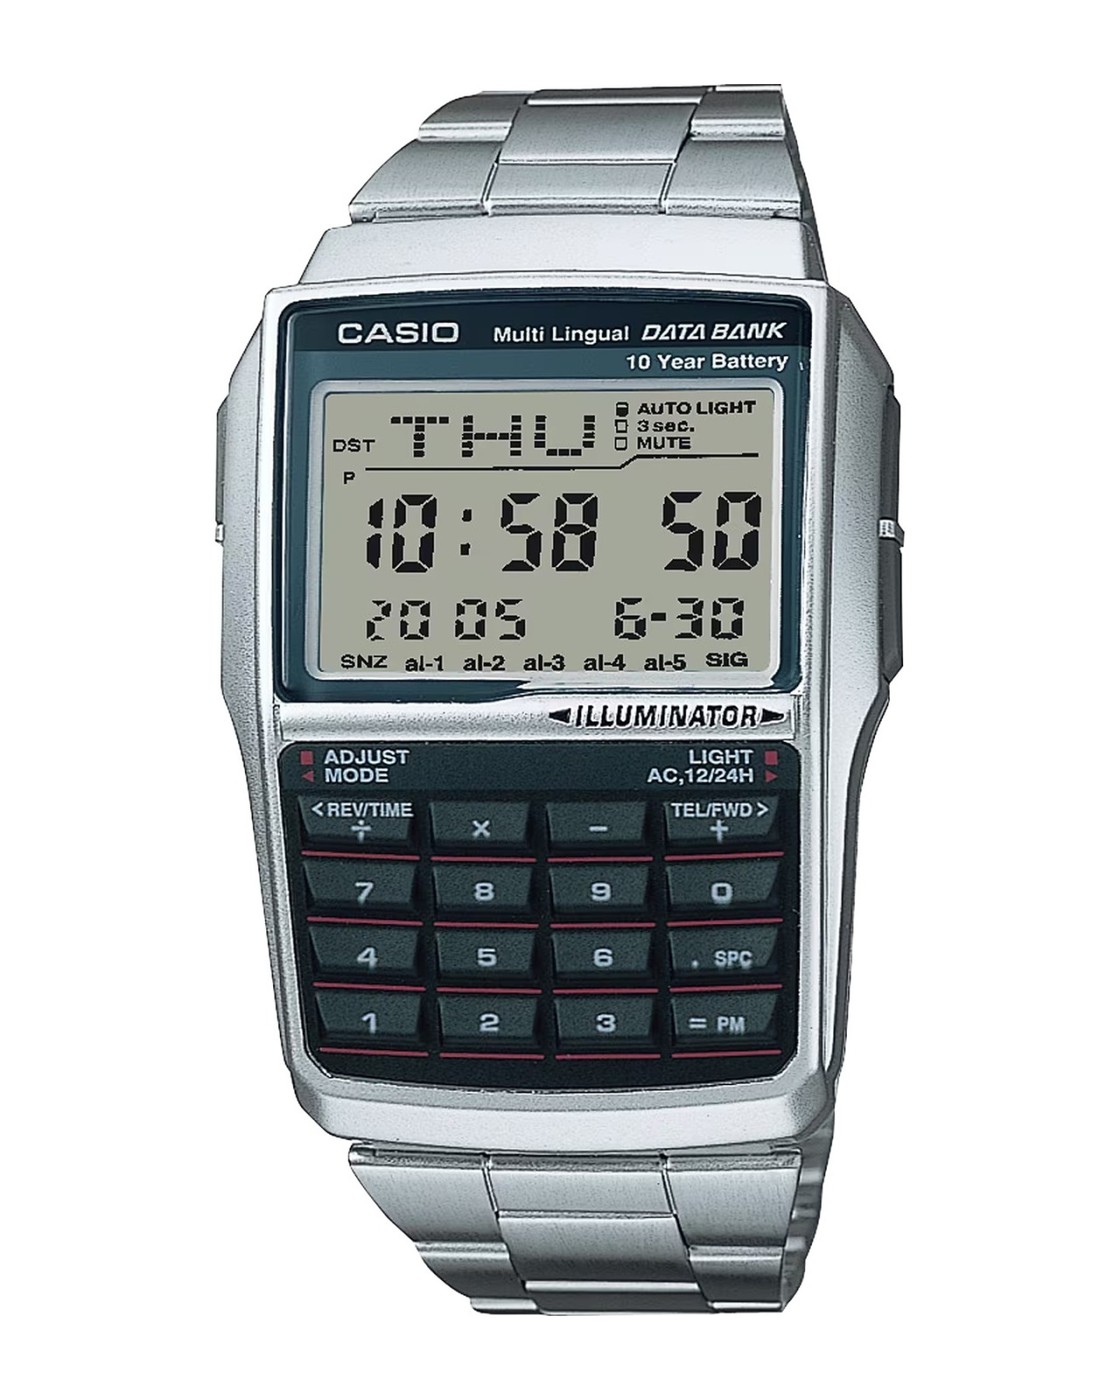 CASIO Multi Lingual DATA BANK
10 Year Battery
AUTO LIGHT
3 sec.
MUTE
DST THU
P
10:58 50
2005 6-30
SNZ al-1 al-2 al-3 al-4 al-5 SIG
ILLUMINATOR
ADJUST LIGHT
MODE AC,12/24H
<REV/TIME TEL/FWD>
÷ × − +
7 8 9 0
4 5 6 . SPC
1 2 3 = PM